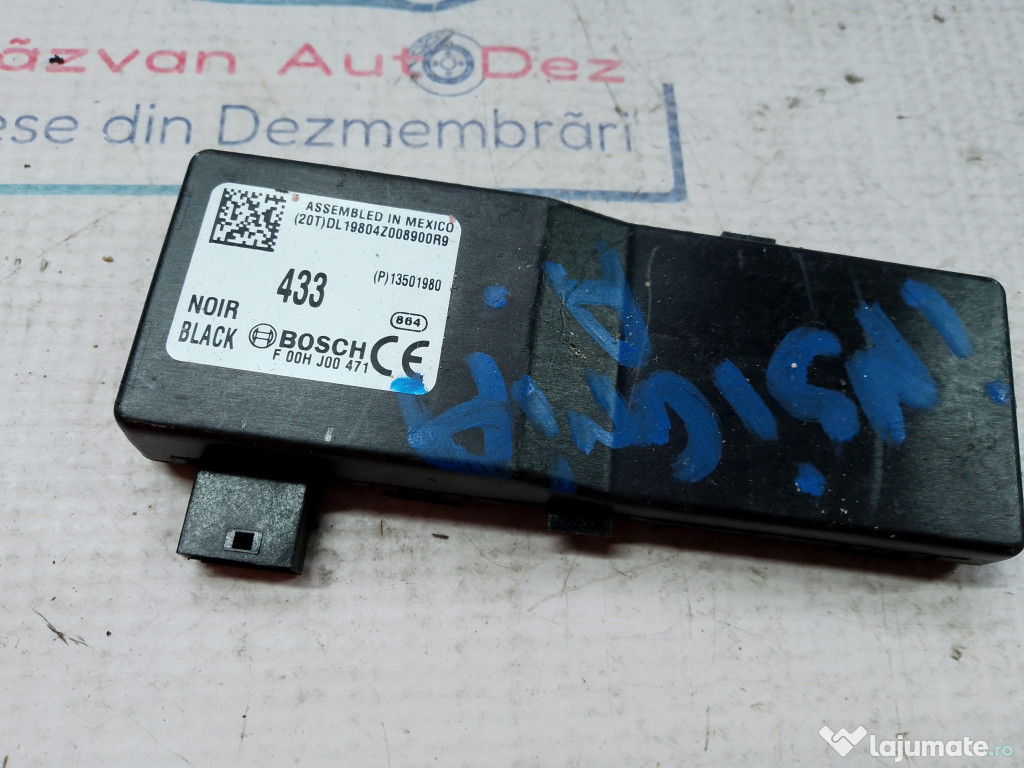 ăzvan AutoDez
ese din Dezmembrări
ASSEMBLED IN MEXICO
(20T)DL19804Z008900R9
433
(P)13501980
NOIR
BLACK
864
BOSCH
F 00H J00 471
CE
INSIGNIA
lajumate.ro